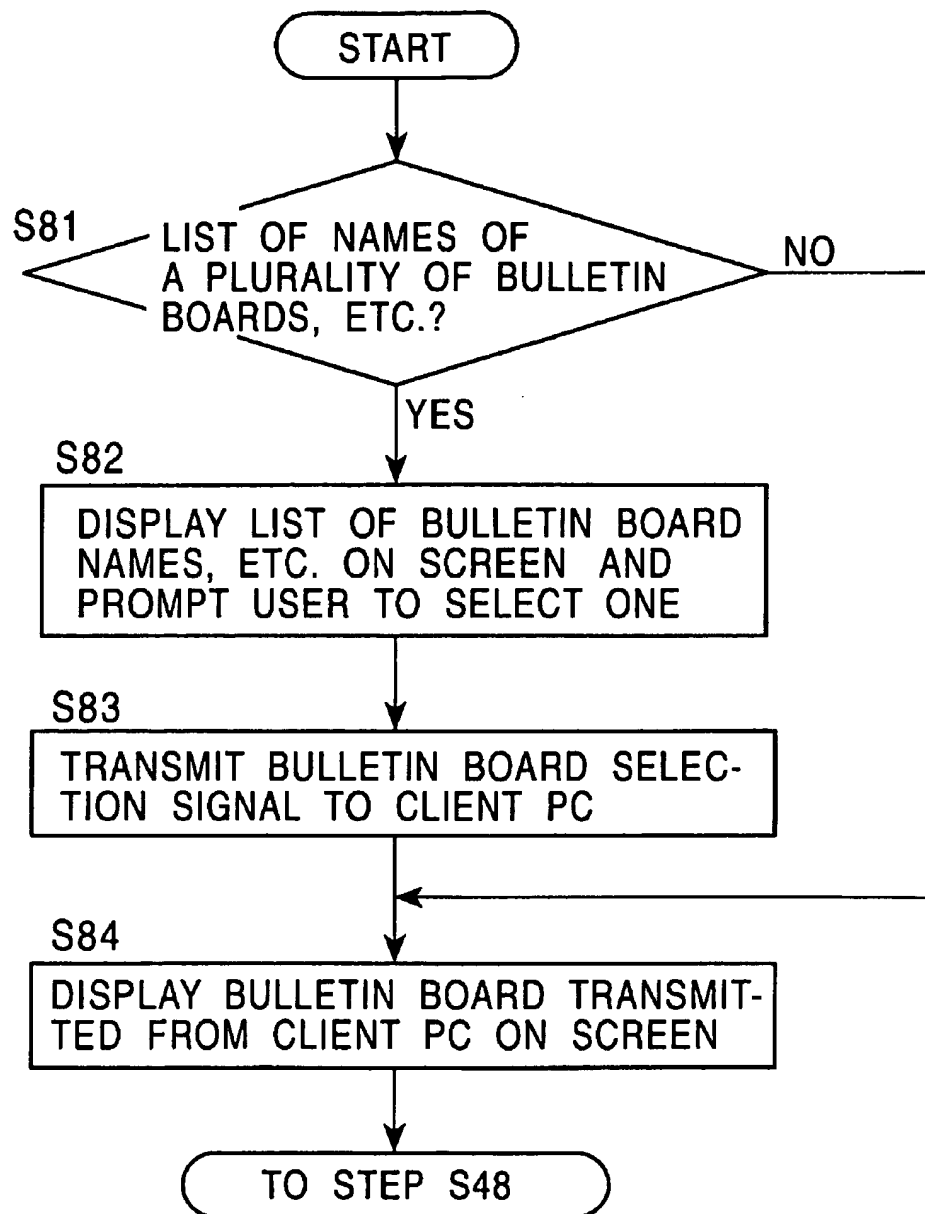 START
S81
LIST OF NAMES OF
A PLURALITY OF BULLETIN
BOARDS, ETC.?
NO
YES
S82
DISPLAY LIST OF BULLETIN BOARD
NAMES, ETC. ON SCREEN AND
PROMPT USER TO SELECT ONE
S83
TRANSMIT BULLETIN BOARD SELEC-
TION SIGNAL TO CLIENT PC
S84
DISPLAY BULLETIN BOARD TRANSMIT-
TED FROM CLIENT PC ON SCREEN
TO STEP S48